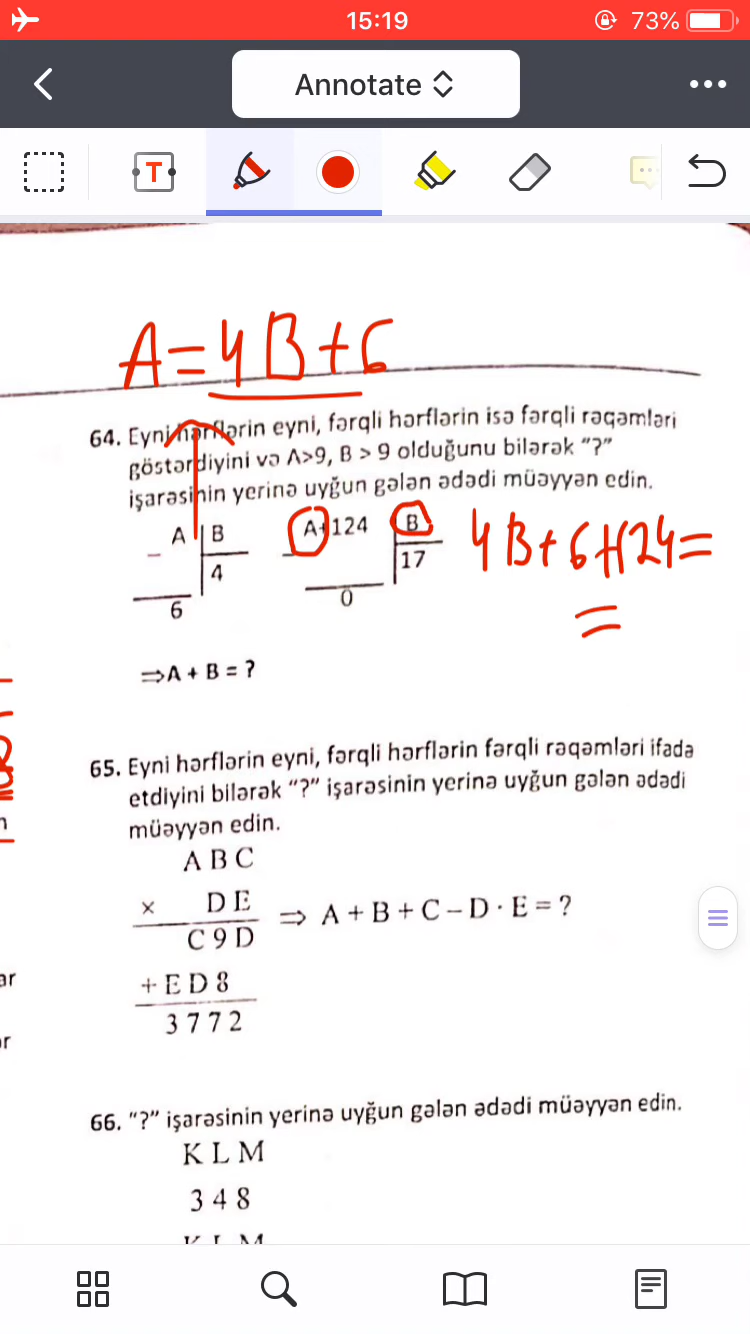 15:19
73%
Annotate
T
A=4B+6
64. Eyni hərflərin eyni, fərqli hərflərin isə fərqli rəqəmləri
göstərdiyini və A>9, B > 9 olduğunu bilərək “?”
işarəsinin yerinə uyğun gələn ədədi müəyyən edin.
A B A+124 B 4B+6+124=
– 4 – 17 =
6 0
⇒A + B = ?
65. Eyni hərflərin eyni, fərqli hərflərin fərqli rəqəmləri ifadə
etdiyini bilərək “?” işarəsinin yerinə uyğun gələn ədədi
müəyyən edin.
A B C
× D E ⇒ A + B + C – D · E = ?
C 9 D
+ E D 8
3 7 7 2
66. “?” işarəsinin yerinə uyğun gələn ədədi müəyyən edin.
K L M
3 4 8
K L M